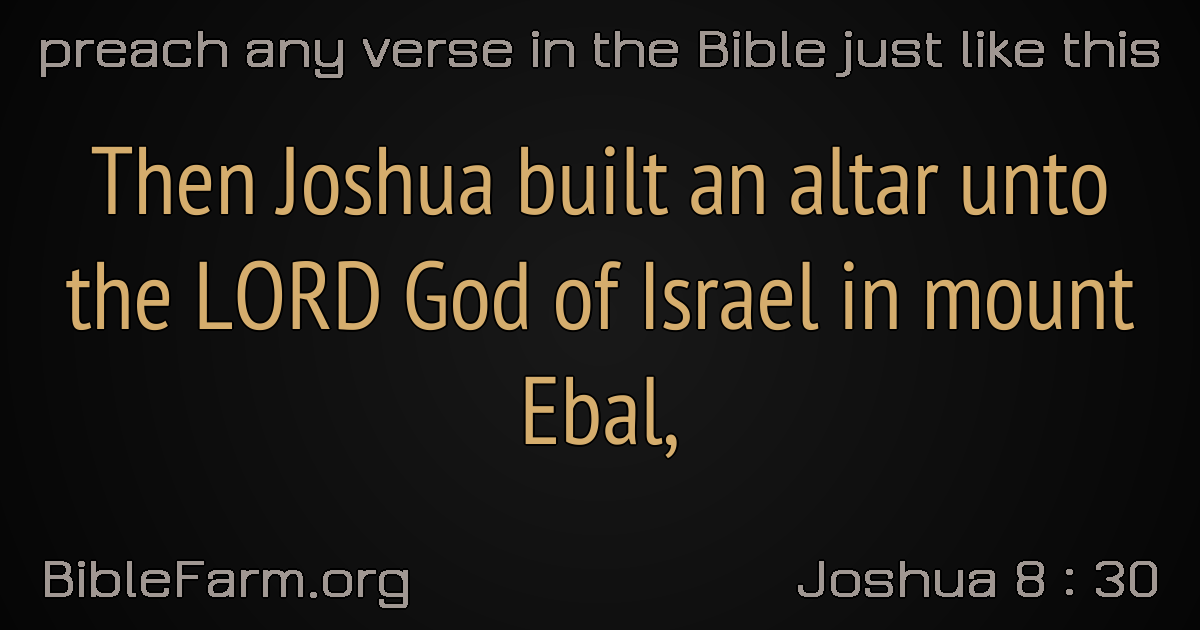 preach any verse in the Bible just like this
Then Joshua built an altar unto
the LORD God of Israel in mount
Ebal,
BibleFarm.org
Joshua 8 : 30